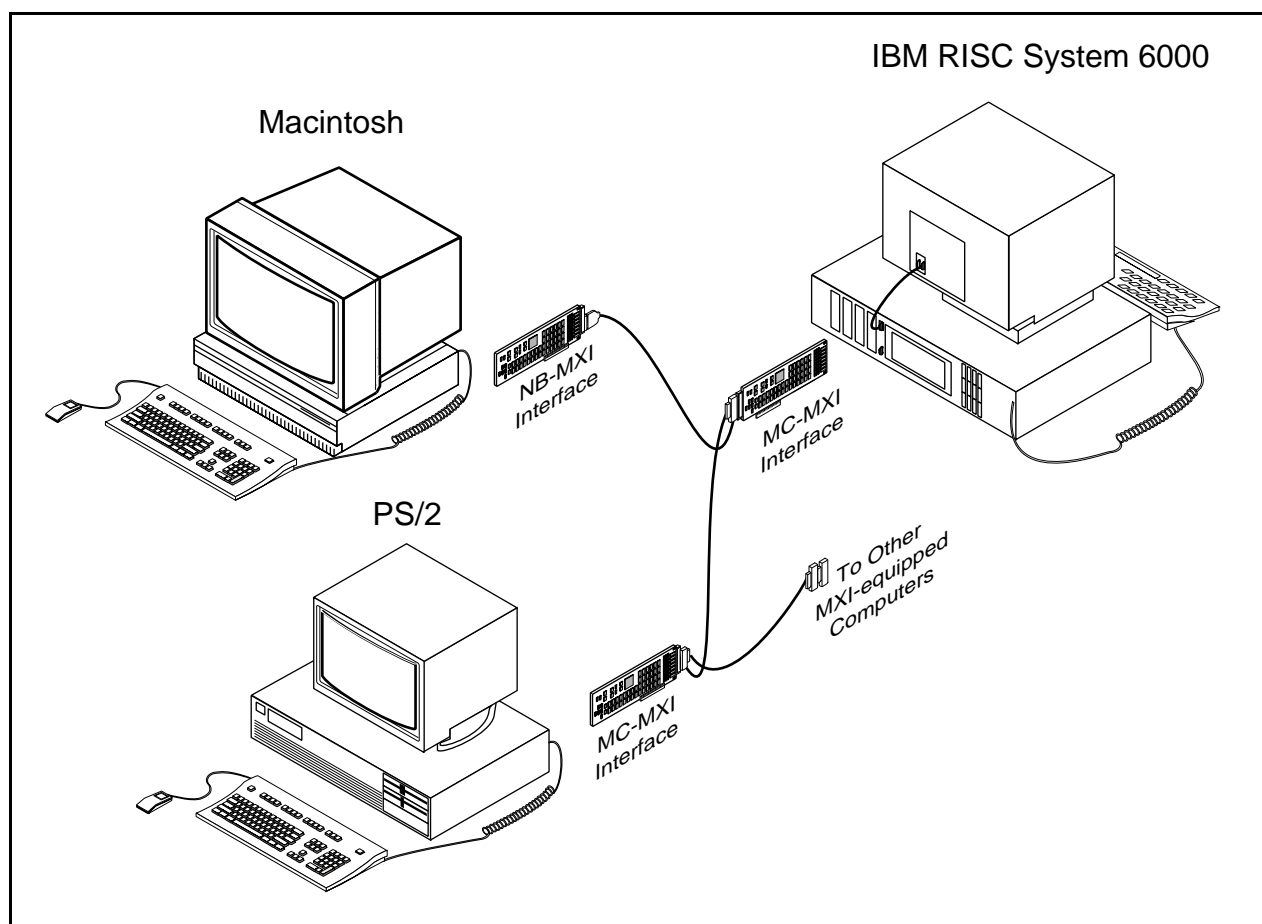 IBM RISC System 6000
Macintosh
NB-MXI
Interface
MC-MXI
Interface
PS/2
To Other
MXI-equipped
Computers
MC-MXI
Interface